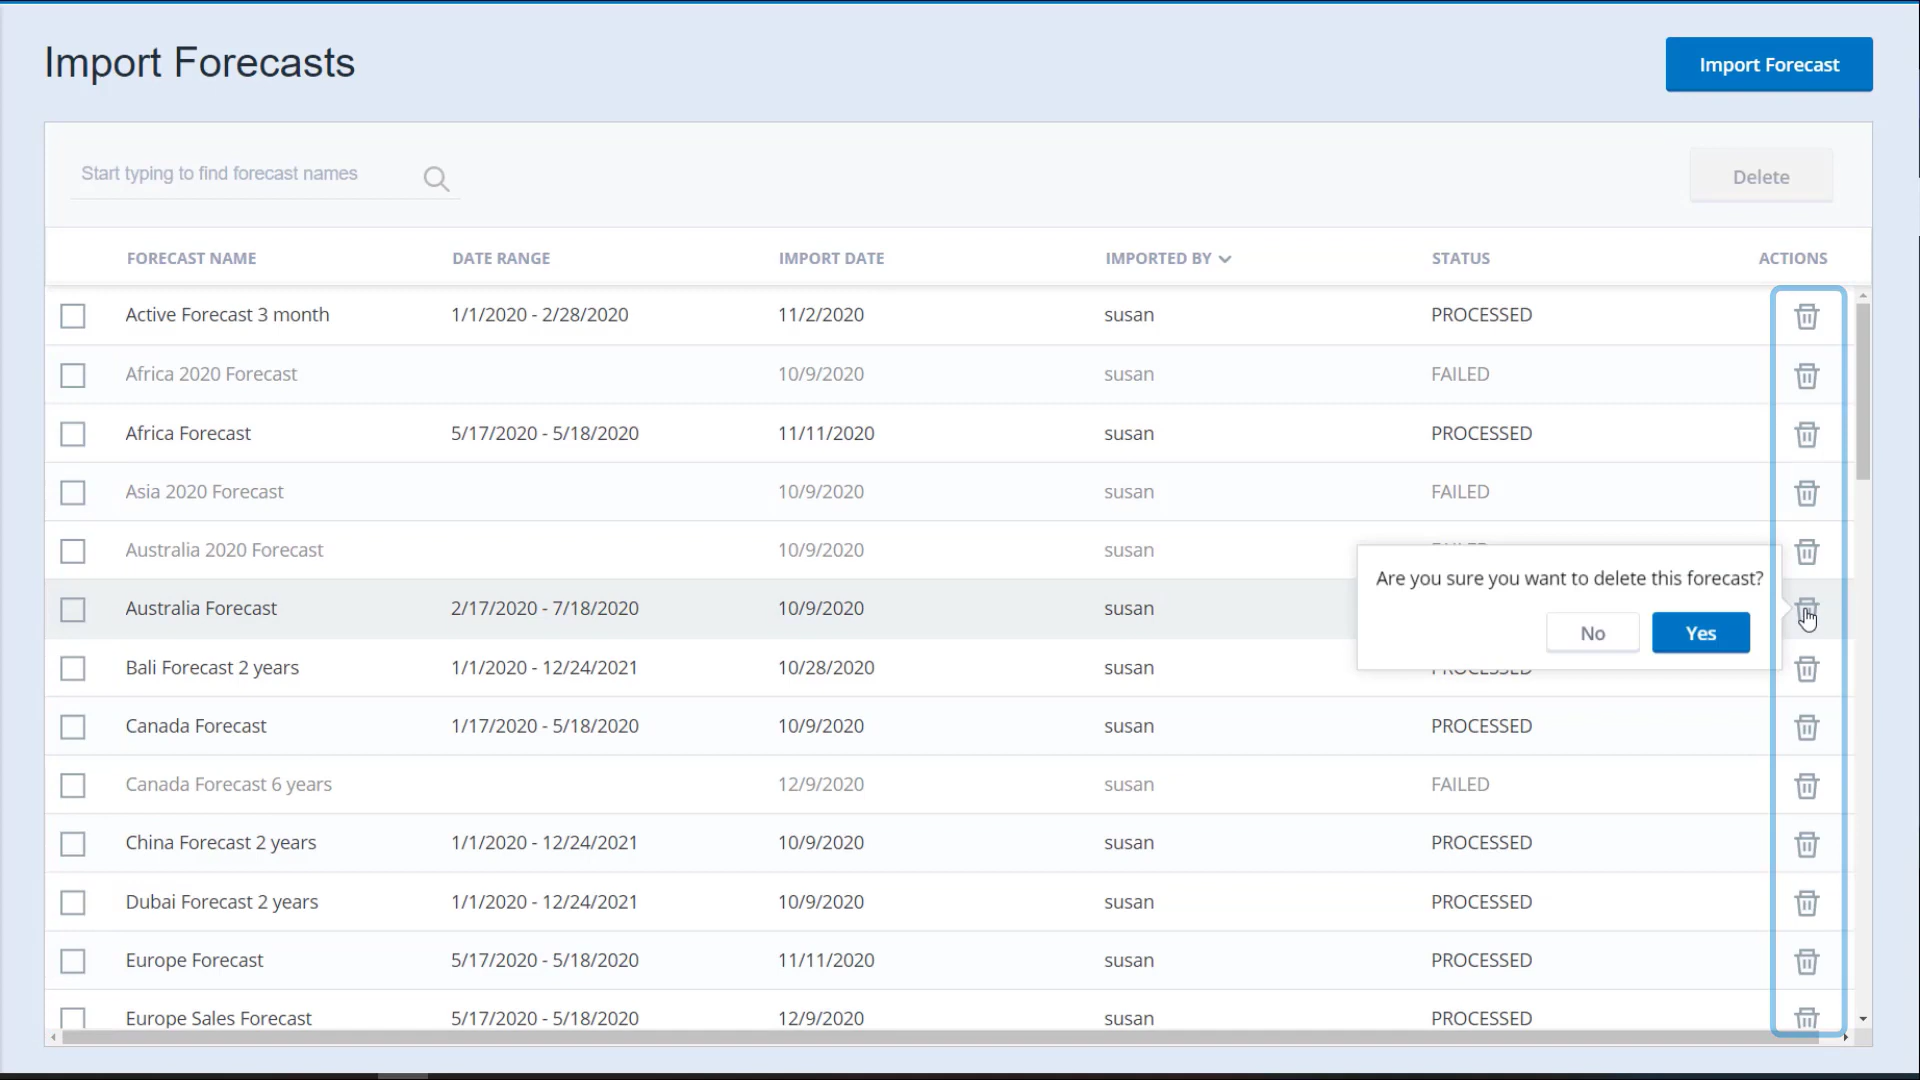 Import Forecasts
Import Forecast
Start typing to find forecast names
Delete
FORECAST NAME DATE RANGE IMPORT DATE IMPORTED BY STATUS ACTIONS
Active Forecast 3 month 1/1/2020 - 2/28/2020 11/2/2020 susan PROCESSED
Africa 2020 Forecast 10/9/2020 susan FAILED
Africa Forecast 5/17/2020 - 5/18/2020 11/11/2020 susan PROCESSED
Asia 2020 Forecast 10/9/2020 susan FAILED
Australia 2020 Forecast 10/9/2020 susan
Are you sure you want to delete this forecast?
Australia Forecast 2/17/2020 - 7/18/2020 10/9/2020 susan
No Yes
Bali Forecast 2 years 1/1/2020 - 12/24/2021 10/28/2020 susan PROCESSED
Canada Forecast 1/17/2020 - 5/18/2020 10/9/2020 susan PROCESSED
Canada Forecast 6 years 12/9/2020 susan FAILED
China Forecast 2 years 1/1/2020 - 12/24/2021 10/9/2020 susan PROCESSED
Dubai Forecast 2 years 1/1/2020 - 12/24/2021 10/9/2020 susan PROCESSED
Europe Forecast 5/17/2020 - 5/18/2020 11/11/2020 susan PROCESSED
Europe Sales Forecast 5/17/2020 - 5/18/2020 12/9/2020 susan PROCESSED